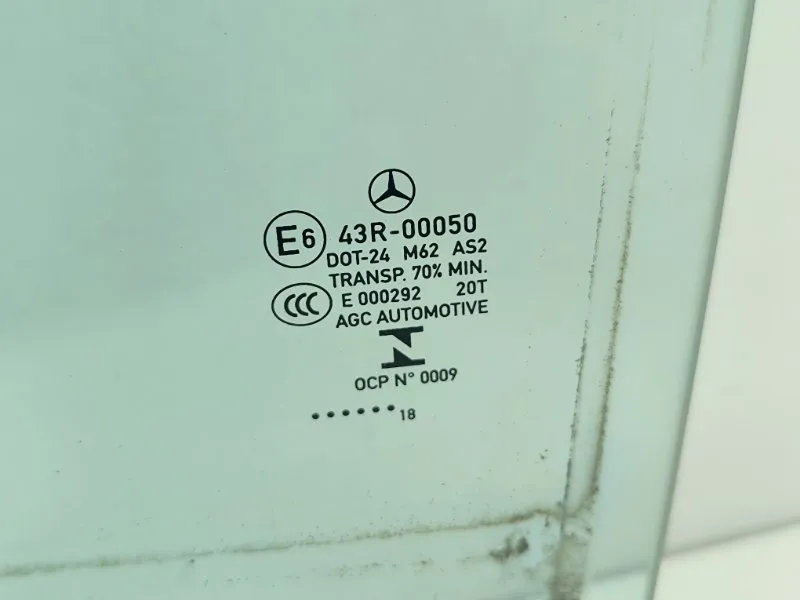 E6 43R-00050
DOT-24 M62 AS2
TRANSP. 70% MIN.
CCC E 000292 20T
AGC AUTOMOTIVE
N
OCP N° 0009
...... 18